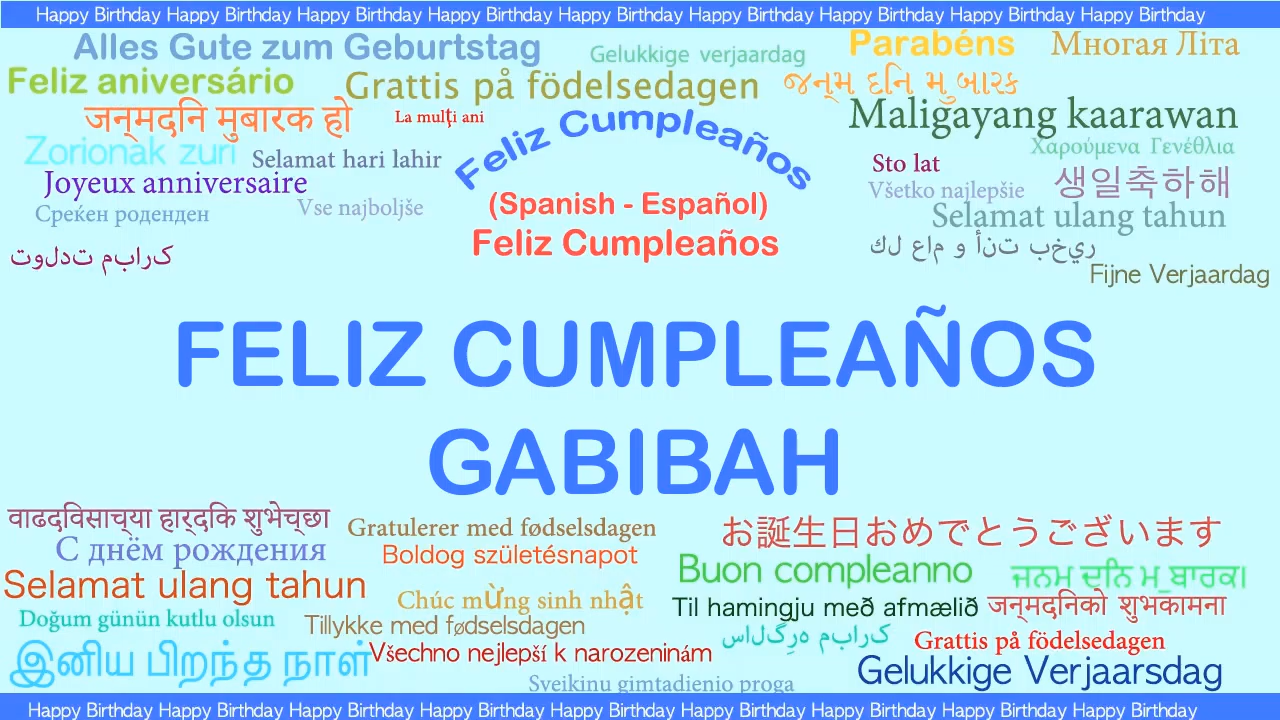 Happy Birthday Happy Birthday Happy Birthday Happy Birthday Happy Birthday Happy Birthday Happy Birthday Happy Birthday Happy Birthday
Alles Gute zum Geburtstag
Gelukkige verjaardag
Parabéns
Многая Літа
Feliz aniversário
Grattis på födelsedagen
જન્મ દિન મુબારક
जन्मदिन मुबारक हो
La mulţi ani
Feliz Cumpleaños
Maligayang kaarawan
Zorionak zuri
Selamat hari lahir
Sto lat
Χαρούμενα Γενέθλια
Joyeux anniversaire
(Spanish - Español)
Všetko najlepšie
생일축하해
Срeќен роденден
Vse najboljše
Selamat ulang tahun
Feliz Cumpleaños
تولدت مبارک
كل عام و أنت بخير
Fijne Verjaardag
FELIZ CUMPLEAÑOS
GABIBAH
वाढदिवसाच्या हार्दिक शुभेच्छा
Gratulerer med fødselsdagen
お誕生日おめでとうございます
С днём рождения
Boldog születésnapot
Buon compleanno
ਜਨਮ ਦਿਨ ਮੁਬਾਰਕ।
Selamat ulang tahun
Chúc mừng sinh nhật
Til hamingju með afmælið
जन्मदिनको शुभकामना
Doğum günün kutlu olsun
Tillykke med fødselsdagen
سالگرہ مبارک
Grattis på födelsedagen
இனிய பிறந்த நாள்
Všechno nejlepší k narozeninám
Gelukkige Verjaarsdag
Sveikinu gimtadienio proga
Happy Birthday Happy Birthday Happy Birthday Happy Birthday Happy Birthday Happy Birthday Happy Birthday Happy Birthday Happy Birthday